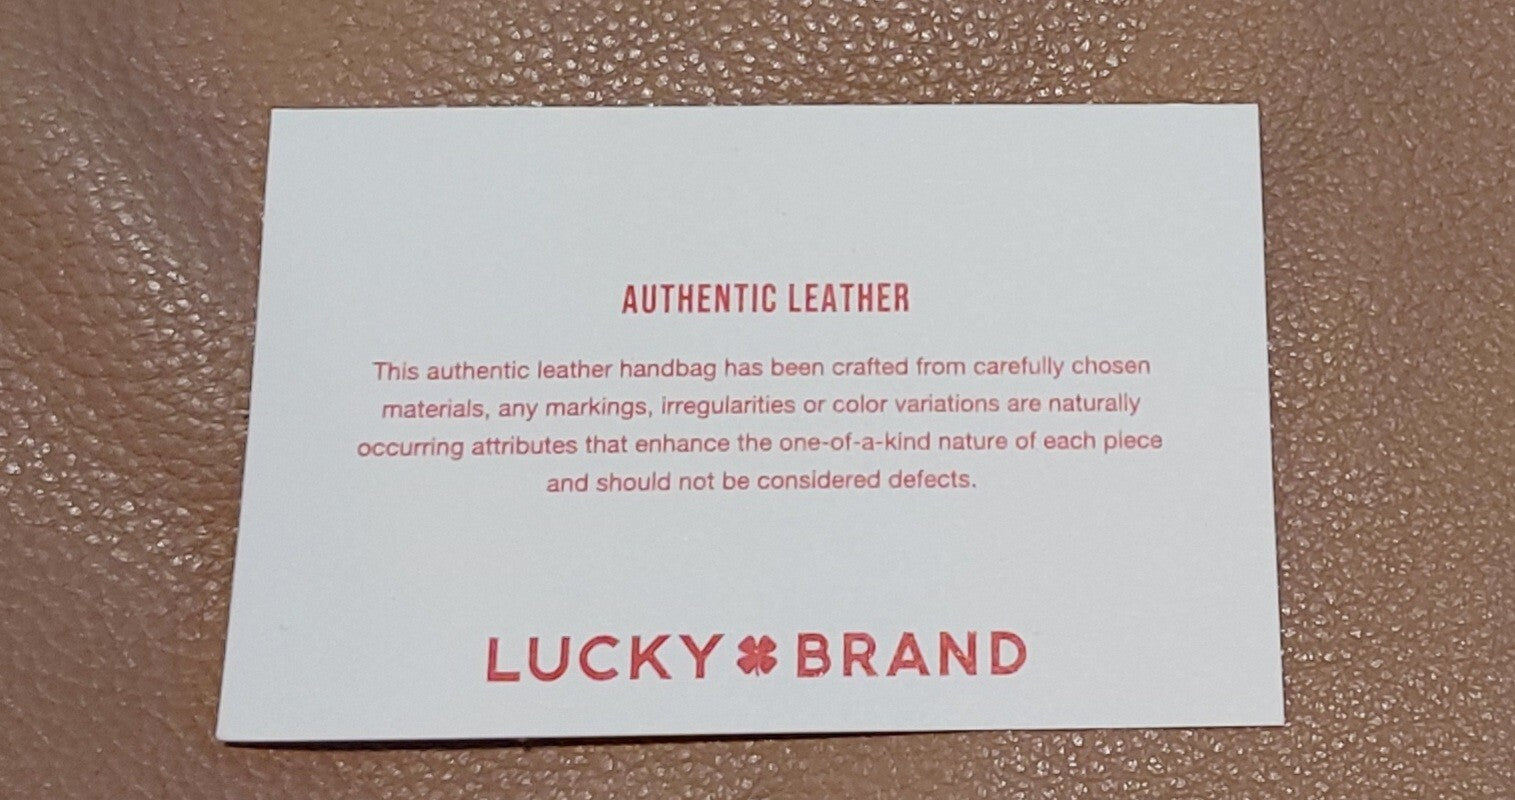 AUTHENTIC LEATHER
This authentic leather handbag has been crafted from carefully chosen
materials, any markings, irregularities or color variations are naturally
occurring attributes that enhance the one-of-a-kind nature of each piece
and should not be considered defects.
LUCKY BRAND